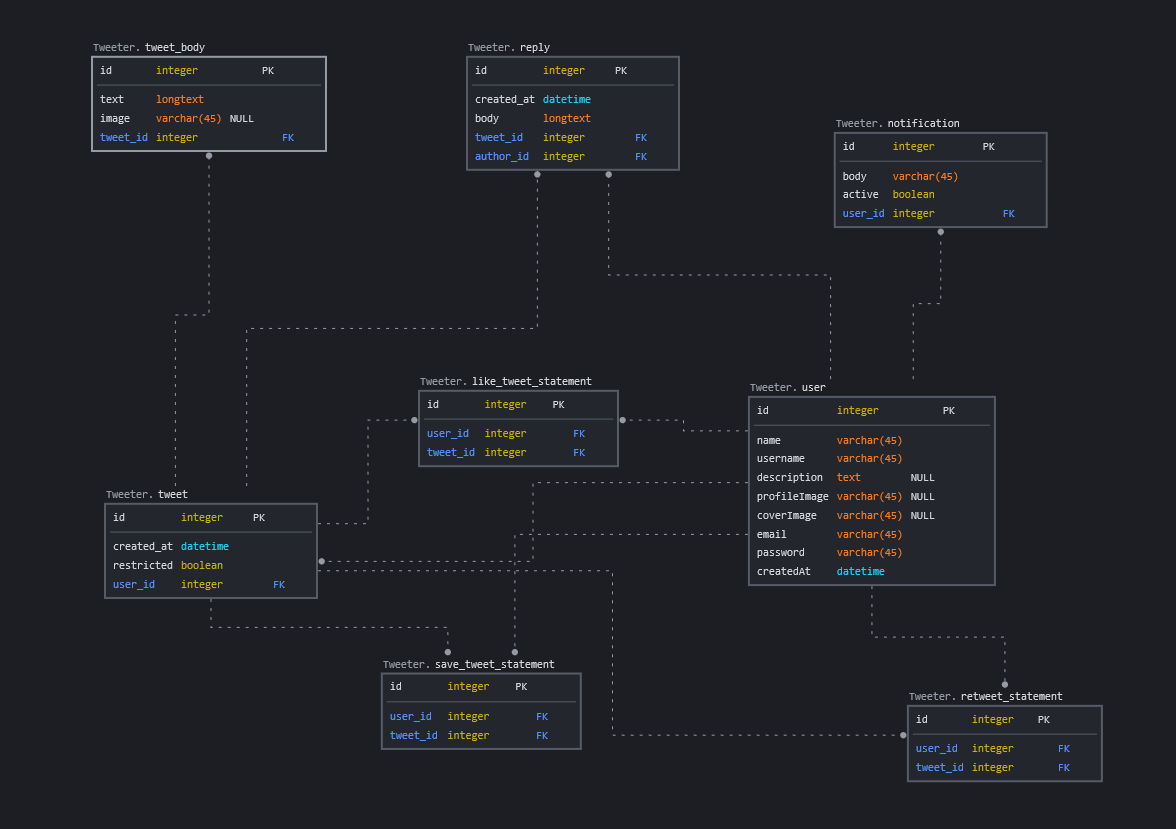 Tweeter. tweet_body
id integer PK
text longtext
image varchar(45) NULL
tweet_id integer FK
Tweeter. reply
id integer PK
created_at datetime
body longtext
tweet_id integer FK
author_id integer FK
Tweeter. notification
id integer PK
body varchar(45)
active boolean
user_id integer FK
Tweeter. like_tweet_statement
id integer PK
user_id integer FK
tweet_id integer FK
Tweeter. user
id integer PK
name varchar(45)
username varchar(45)
description text NULL
profileImage varchar(45) NULL
coverImage varchar(45) NULL
email varchar(45)
password varchar(45)
createdAt datetime
Tweeter. tweet
id integer PK
created_at datetime
restricted boolean
user_id integer FK
Tweeter. save_tweet_statement
id integer PK
user_id integer FK
tweet_id integer FK
Tweeter. retweet_statement
id integer PK
user_id integer FK
tweet_id integer FK